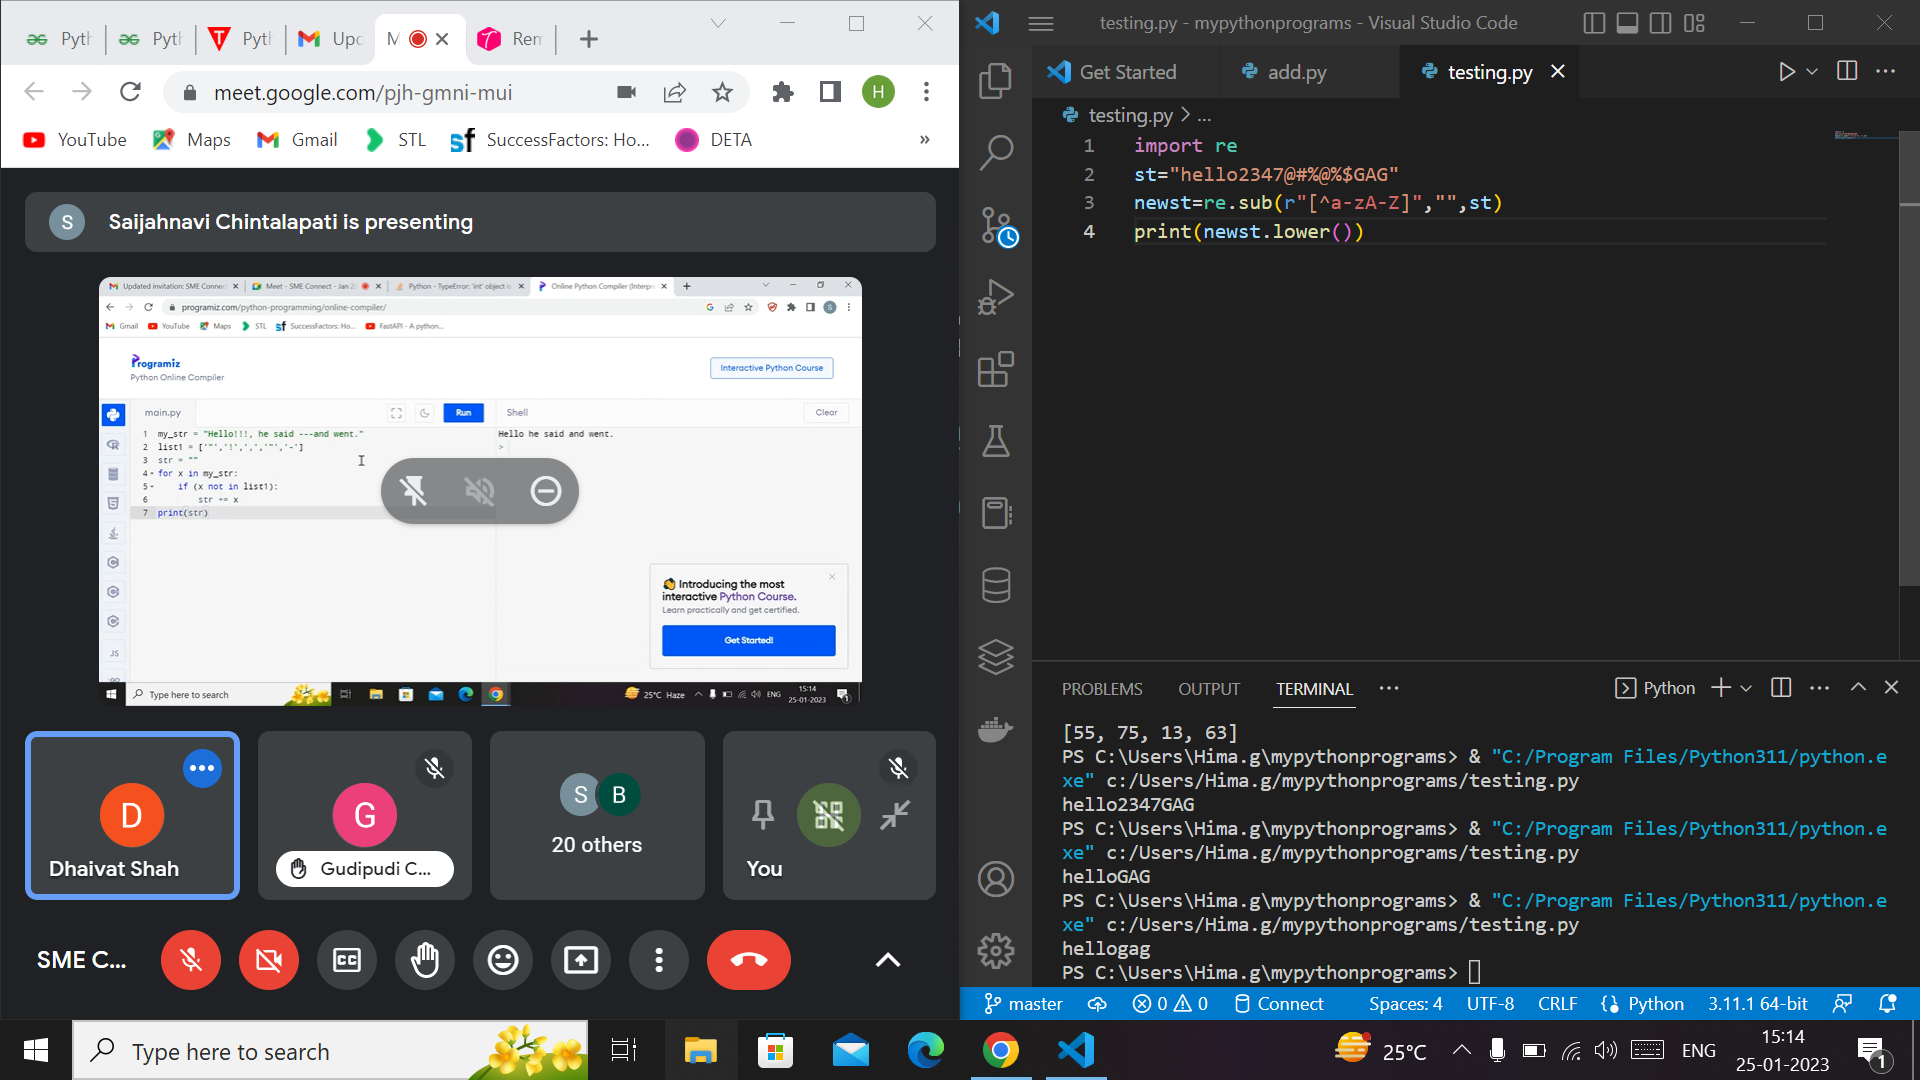 Pyth
Pyt
Pyth
Upd
M
Ren
meet.google.com/pjh-gmni-mui
H
YouTube
Maps
Gmail
STL
SuccessFactors: Ho...
DETA
»
S
Saijahnavi Chintalapati is presenting
Updated invitation: SME Connec
Meet - SME Connect - Jan 2
Python - TypeError: 'int' object is
Online Python Compiler (Interpr
programiz.com/python-programming/online-compiler/
Gmail
YouTube
Maps
STL
SuccessFactors: Ho...
FastAPI - A python...
Programiz
Python Online Compiler
Interactive Python Course
main.py
Run
Shell
Clear
1 my_str = "Hello!!!, he said ---and went."
2 list1 = ['"','!',',','"','-']
3 str = ""
4 for x in my_str:
5 if (x not in list1):
6 str += x
7 print(str)
Hello he said and went.
>
JS
Introducing the most
interactive Python Course.
Learn practically and get certified.
Get Started!
Type here to search
25°C Haze
ENG
15:14
25-01-2023
D
Dhaivat Shah
G
Gudipudi C...
S
B
20 others
You
SME C...
testing.py - mypythonprograms - Visual Studio Code
Get Started
add.py
testing.py
testing.py > ...
1 import re
2 st="hello2347@#%@%$GAG"
3 newst=re.sub(r"[^a-zA-Z]","",st)
4 print(newst.lower())
PROBLEMS
OUTPUT
TERMINAL
Python
[55, 75, 13, 63]
PS C:\Users\Hima.g\mypythonprograms> & "C:/Program Files/Python311/python.e
xe" c:/Users/Hima.g/mypythonprograms/testing.py
hello2347GAG
PS C:\Users\Hima.g\mypythonprograms> & "C:/Program Files/Python311/python.e
xe" c:/Users/Hima.g/mypythonprograms/testing.py
helloGAG
PS C:\Users\Hima.g\mypythonprograms> & "C:/Program Files/Python311/python.e
xe" c:/Users/Hima.g/mypythonprograms/testing.py
hellogag
PS C:\Users\Hima.g\mypythonprograms>
master
0
0
Connect
Spaces: 4
UTF-8
CRLF
Python
3.11.1 64-bit
Type here to search
25°C
ENG
15:14
25-01-2023
1